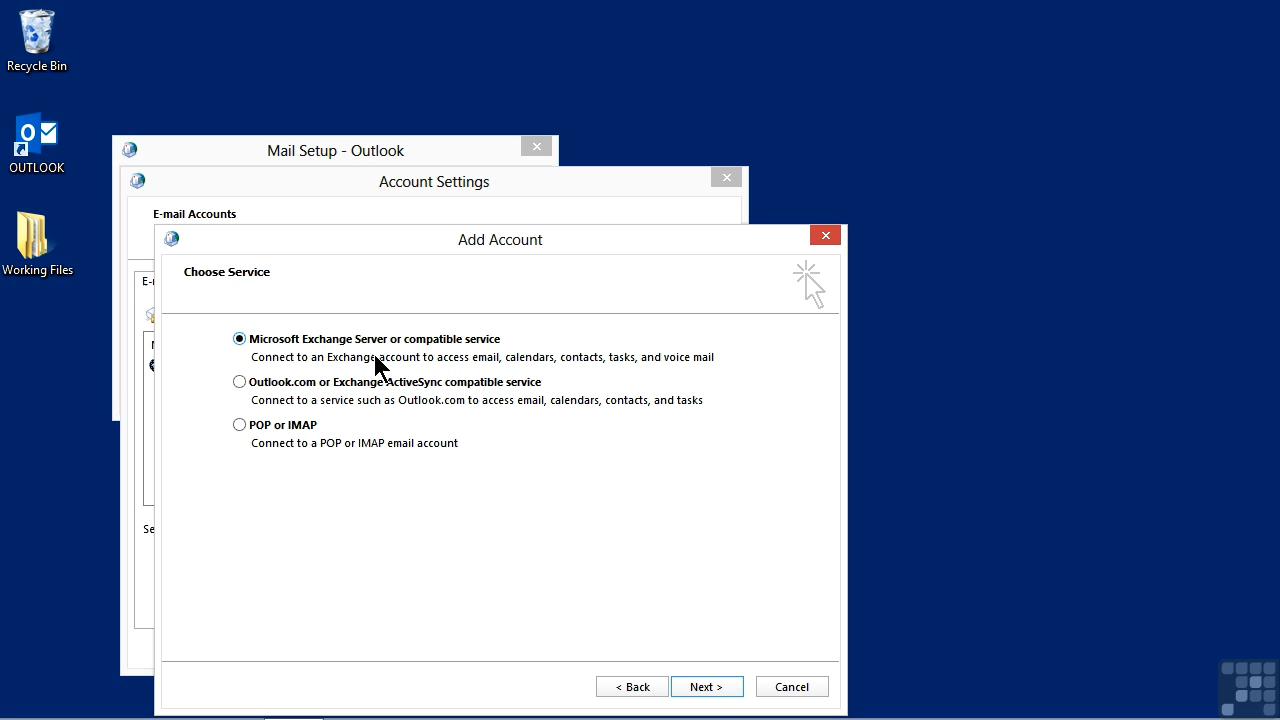 Recycle Bin
OUTLOOK
Working Files
Mail Setup - Outlook
Account Settings
E-mail Accounts
Add Account
Choose Service
Microsoft Exchange Server or compatible service
Connect to an Exchange account to access email, calendars, contacts, tasks, and voice mail
Outlook.com or Exchange ActiveSync compatible service
Connect to a service such as Outlook.com to access email, calendars, contacts, and tasks
POP or IMAP
Connect to a POP or IMAP email account
< Back
Next >
Cancel